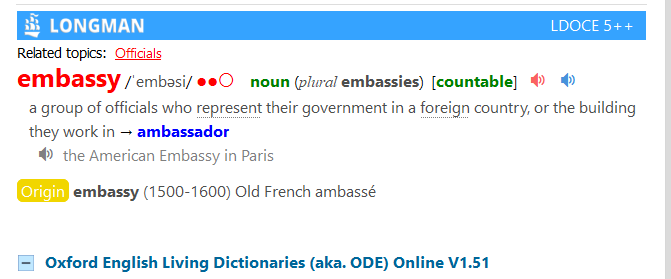 LONGMAN LDOCE 5++
Related topics: Officials
embassy /ˈembəsi/ ●●○ noun (plural embassies) [countable]
a group of officials who represent their government in a foreign country, or the building
they work in → ambassador
the American Embassy in Paris
Origin embassy (1500-1600) Old French ambassé
Oxford English Living Dictionaries (aka. ODE) Online V1.51